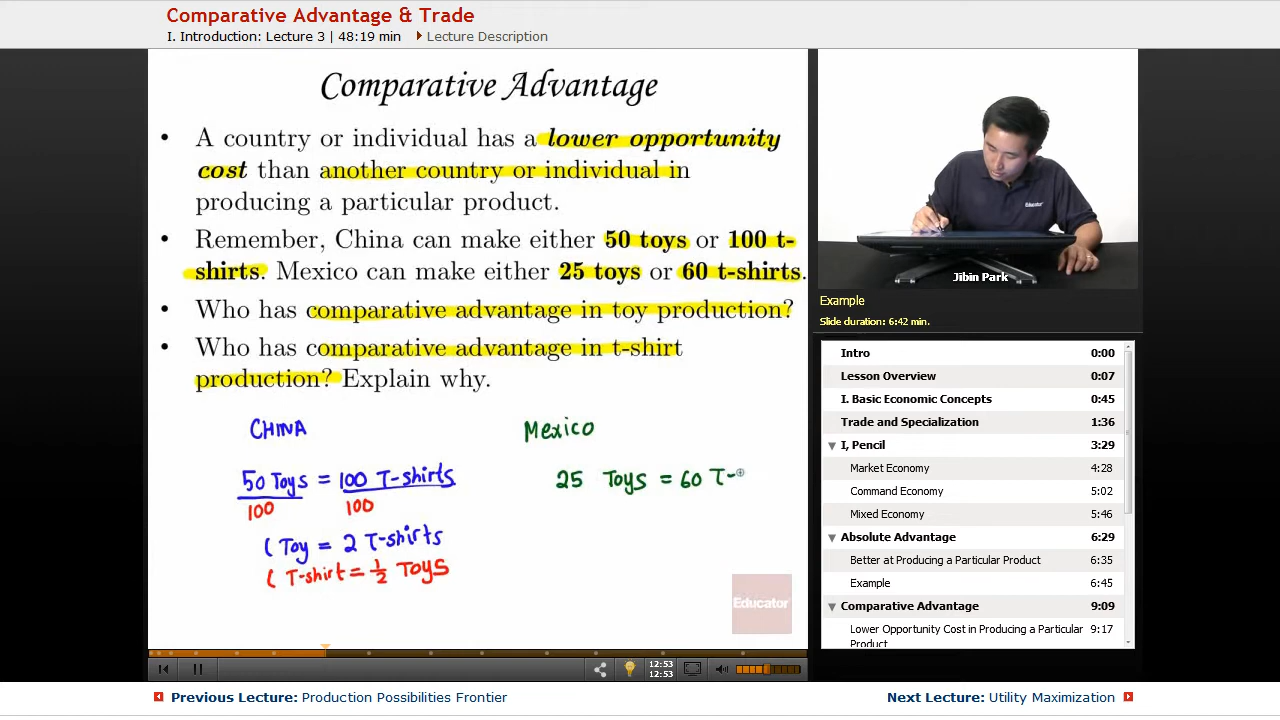 Comparative Advantage & Trade
I. Introduction: Lecture 3 | 48:19 min Lecture Description
Comparative Advantage
• A country or individual has a lower opportunity
cost than another country or individual in
producing a particular product.
• Remember, China can make either 50 toys or 100 t-
shirts. Mexico can make either 25 toys or 60 t-shirts.
• Who has comparative advantage in toy production?
• Who has comparative advantage in t-shirt
production? Explain why.
CHINA
50 Toys = 100 T-shirts
100 100
1 Toy = 2 T-shirts
1 T-shirt = 1/2 Toys
Mexico
25 Toys = 60 T-
Educator
Educator
Jibin Park
Example
Slide duration: 6:42 min.
Intro 0:00
Lesson Overview 0:07
I. Basic Economic Concepts 0:45
Trade and Specialization 1:36
I, Pencil 3:29
Market Economy 4:28
Command Economy 5:02
Mixed Economy 5:46
Absolute Advantage 6:29
Better at Producing a Particular Product 6:35
Example 6:45
Comparative Advantage 9:09
Lower Opportunity Cost in Producing a Particular 9:17
Product
12:53
12:53
Previous Lecture: Production Possibilities Frontier
Next Lecture: Utility Maximization